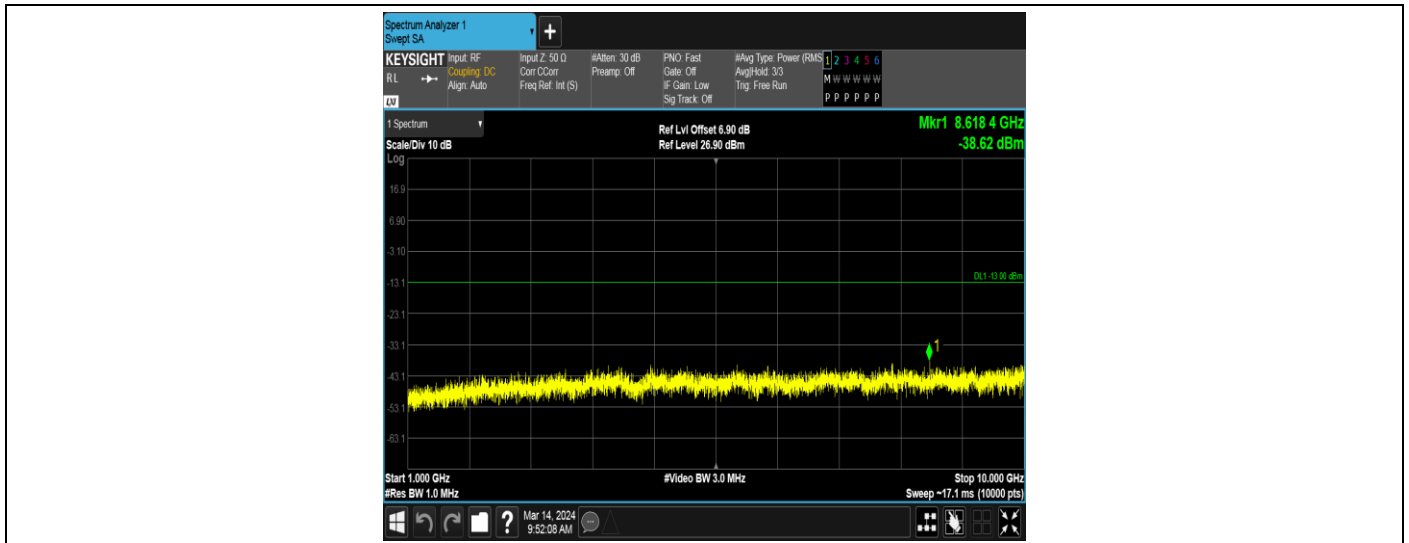 Spectrum Analyzer 1
Swept SA
+
KEYSIGHT
RL
LXI
Input: RF
Coupling: DC
Align: Auto
Input Z: 50 Ω
Corr CCorr
Freq Ref: Int (S)
#Atten: 30 dB
Preamp: Off
PNO: Fast
Gate: Off
IF Gain: Low
Sig Track: Off
#Avg Type: Power (RMS
Avg|Hold: 3/3
Trig: Free Run
1 2 3 4 5 6
M W W W W W
P P P P P P
1 Spectrum
Scale/Div 10 dB
Ref Lvl Offset 6.90 dB
Ref Level 26.90 dBm
Mkr1 8.618 4 GHz
-38.62 dBm
Log
16.9
6.90
-3.10
DL1 -13.00 dBm
-13.1
-23.1
-33.1
1
-43.1
-53.1
-63.1
Start 1.000 GHz
#Video BW 3.0 MHz
Stop 10.000 GHz
#Res BW 1.0 MHz
Sweep ~17.1 ms (10000 pts)
?
Mar 14, 2024
9:52:08 AM